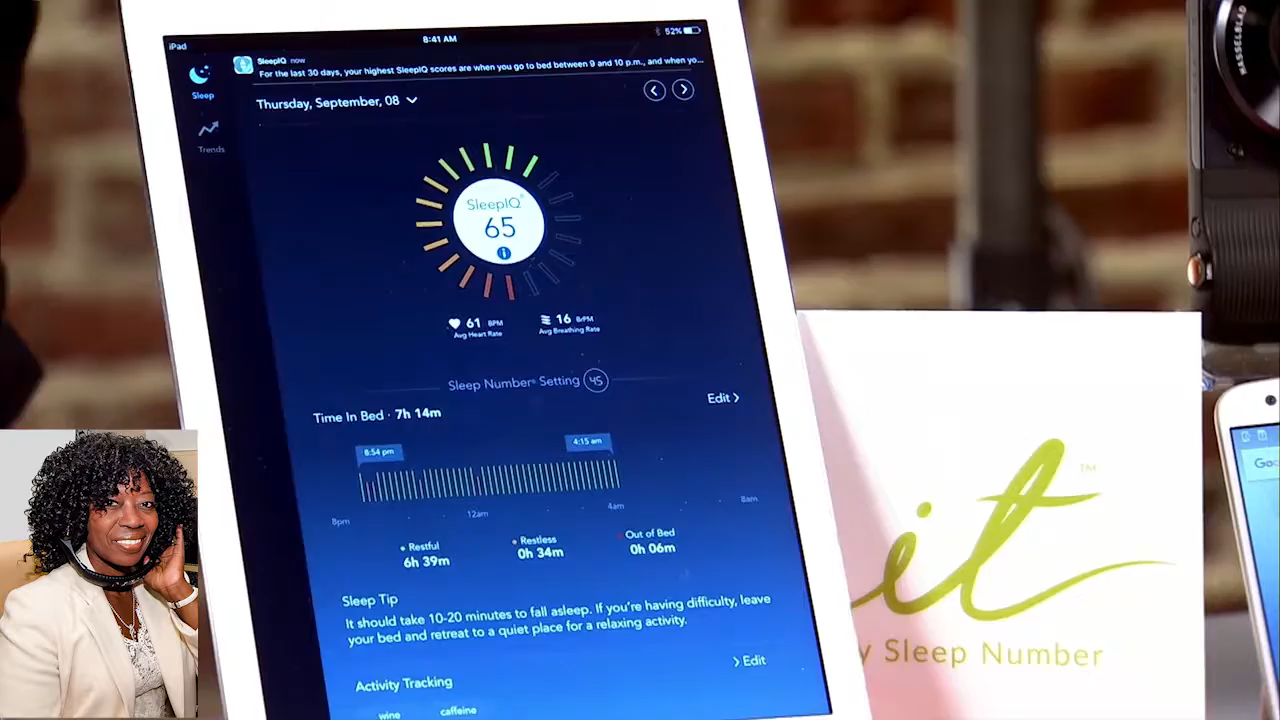 iPad
8:41 AM
52%
SleepIQ now
For the last 30 days, your highest SleepIQ scores are when you go to bed between 9 and 10 p.m., and when yo...
Sleep
Thursday, September, 08
Trends
SleepIQ®
65
61 BPM
Avg Heart Rate
16 BrPM
Avg Breathing Rate
Sleep Number® Setting 45
Time In Bed · 7h 14m
Edit >
8:54 pm
4:15 am
8pm
12am
4am
8am
Restful
6h 39m
Restless
0h 34m
Out of Bed
0h 06m
Sleep Tip
It should take 10-20 minutes to fall asleep. If you're having difficulty, leave
your bed and retreat to a quiet place for a relaxing activity.
> Edit
Activity Tracking
wine
caffeine
it™
y Sleep Number
HASSELBLAD
Goo